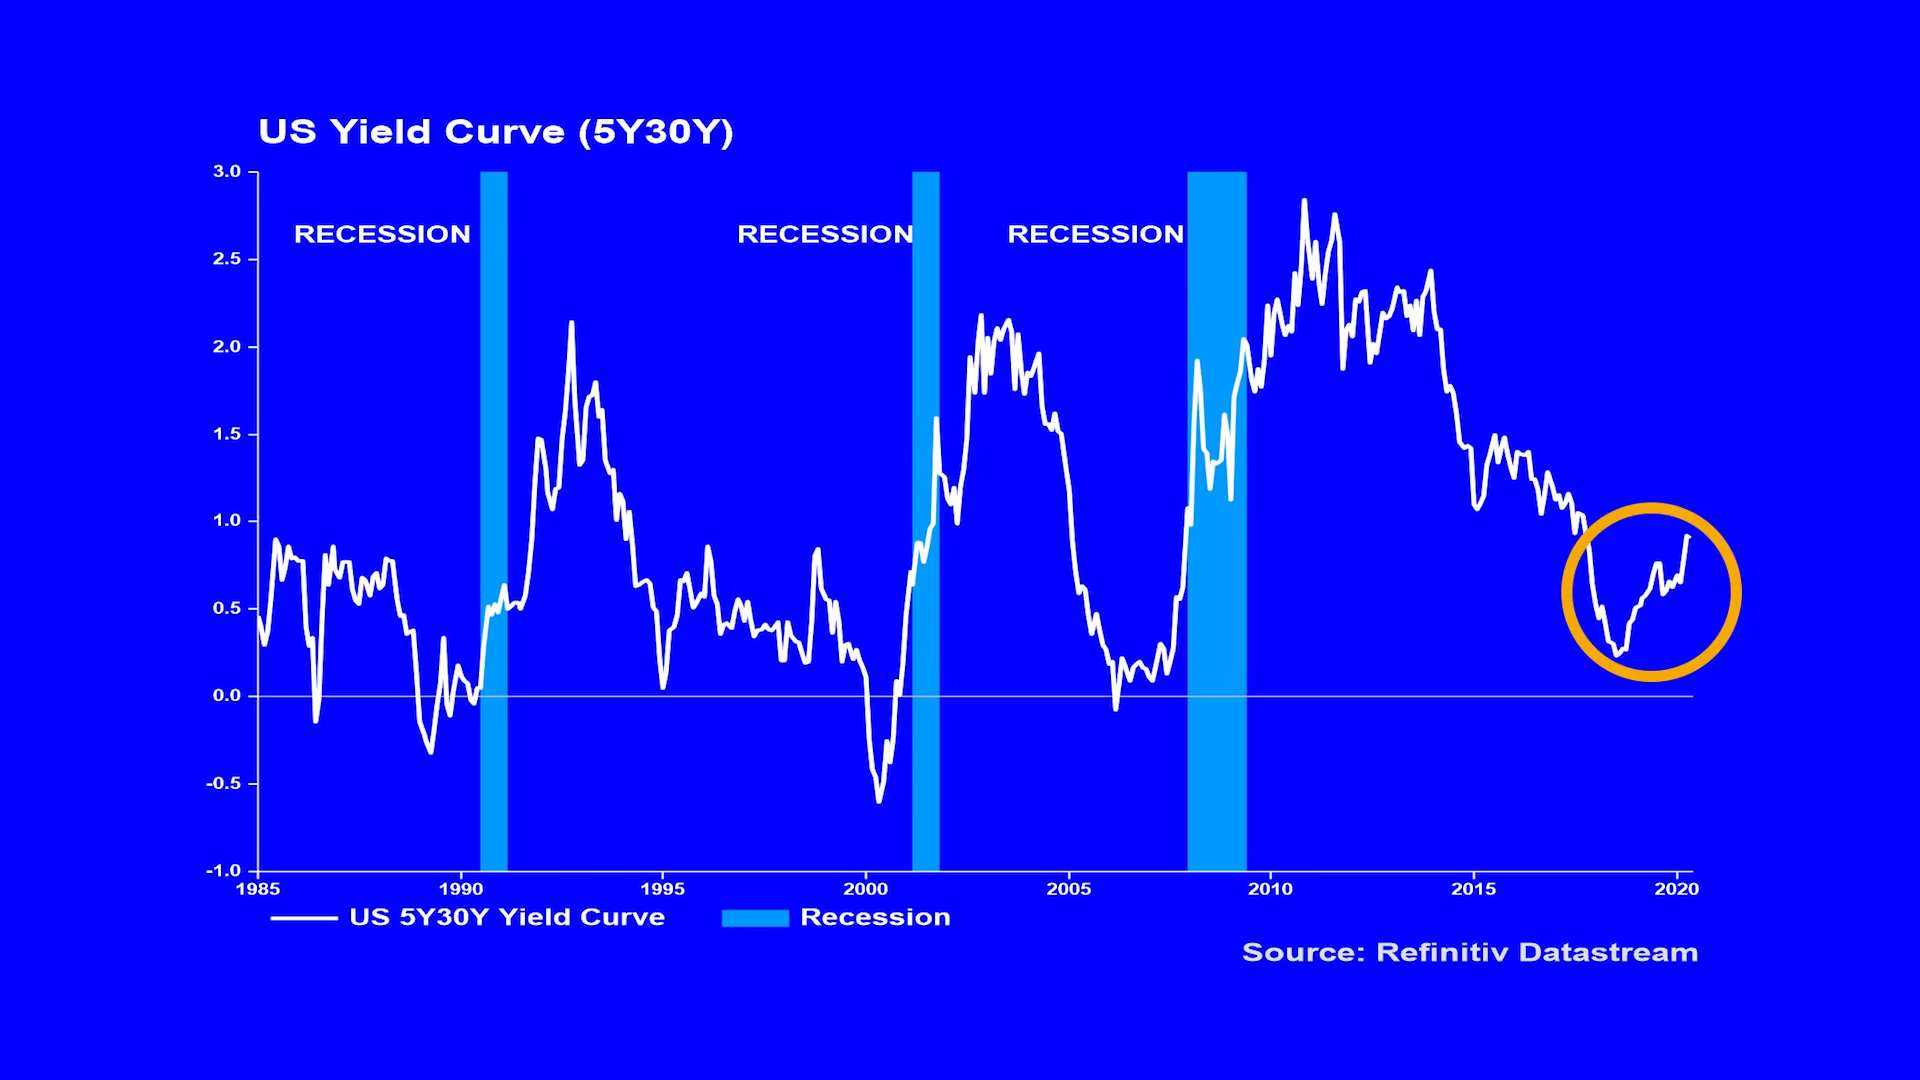 US Yield Curve (5Y30Y)
3.0
RECESSION RECESSION RECESSION
2.5
2.0
1.5
1.0
0.5
0.0
-0.5
-1.0
1985 1990 1995 2000 2005 2010 2015 2020
US 5Y30Y Yield Curve Recession
Source: Refinitiv Datastream